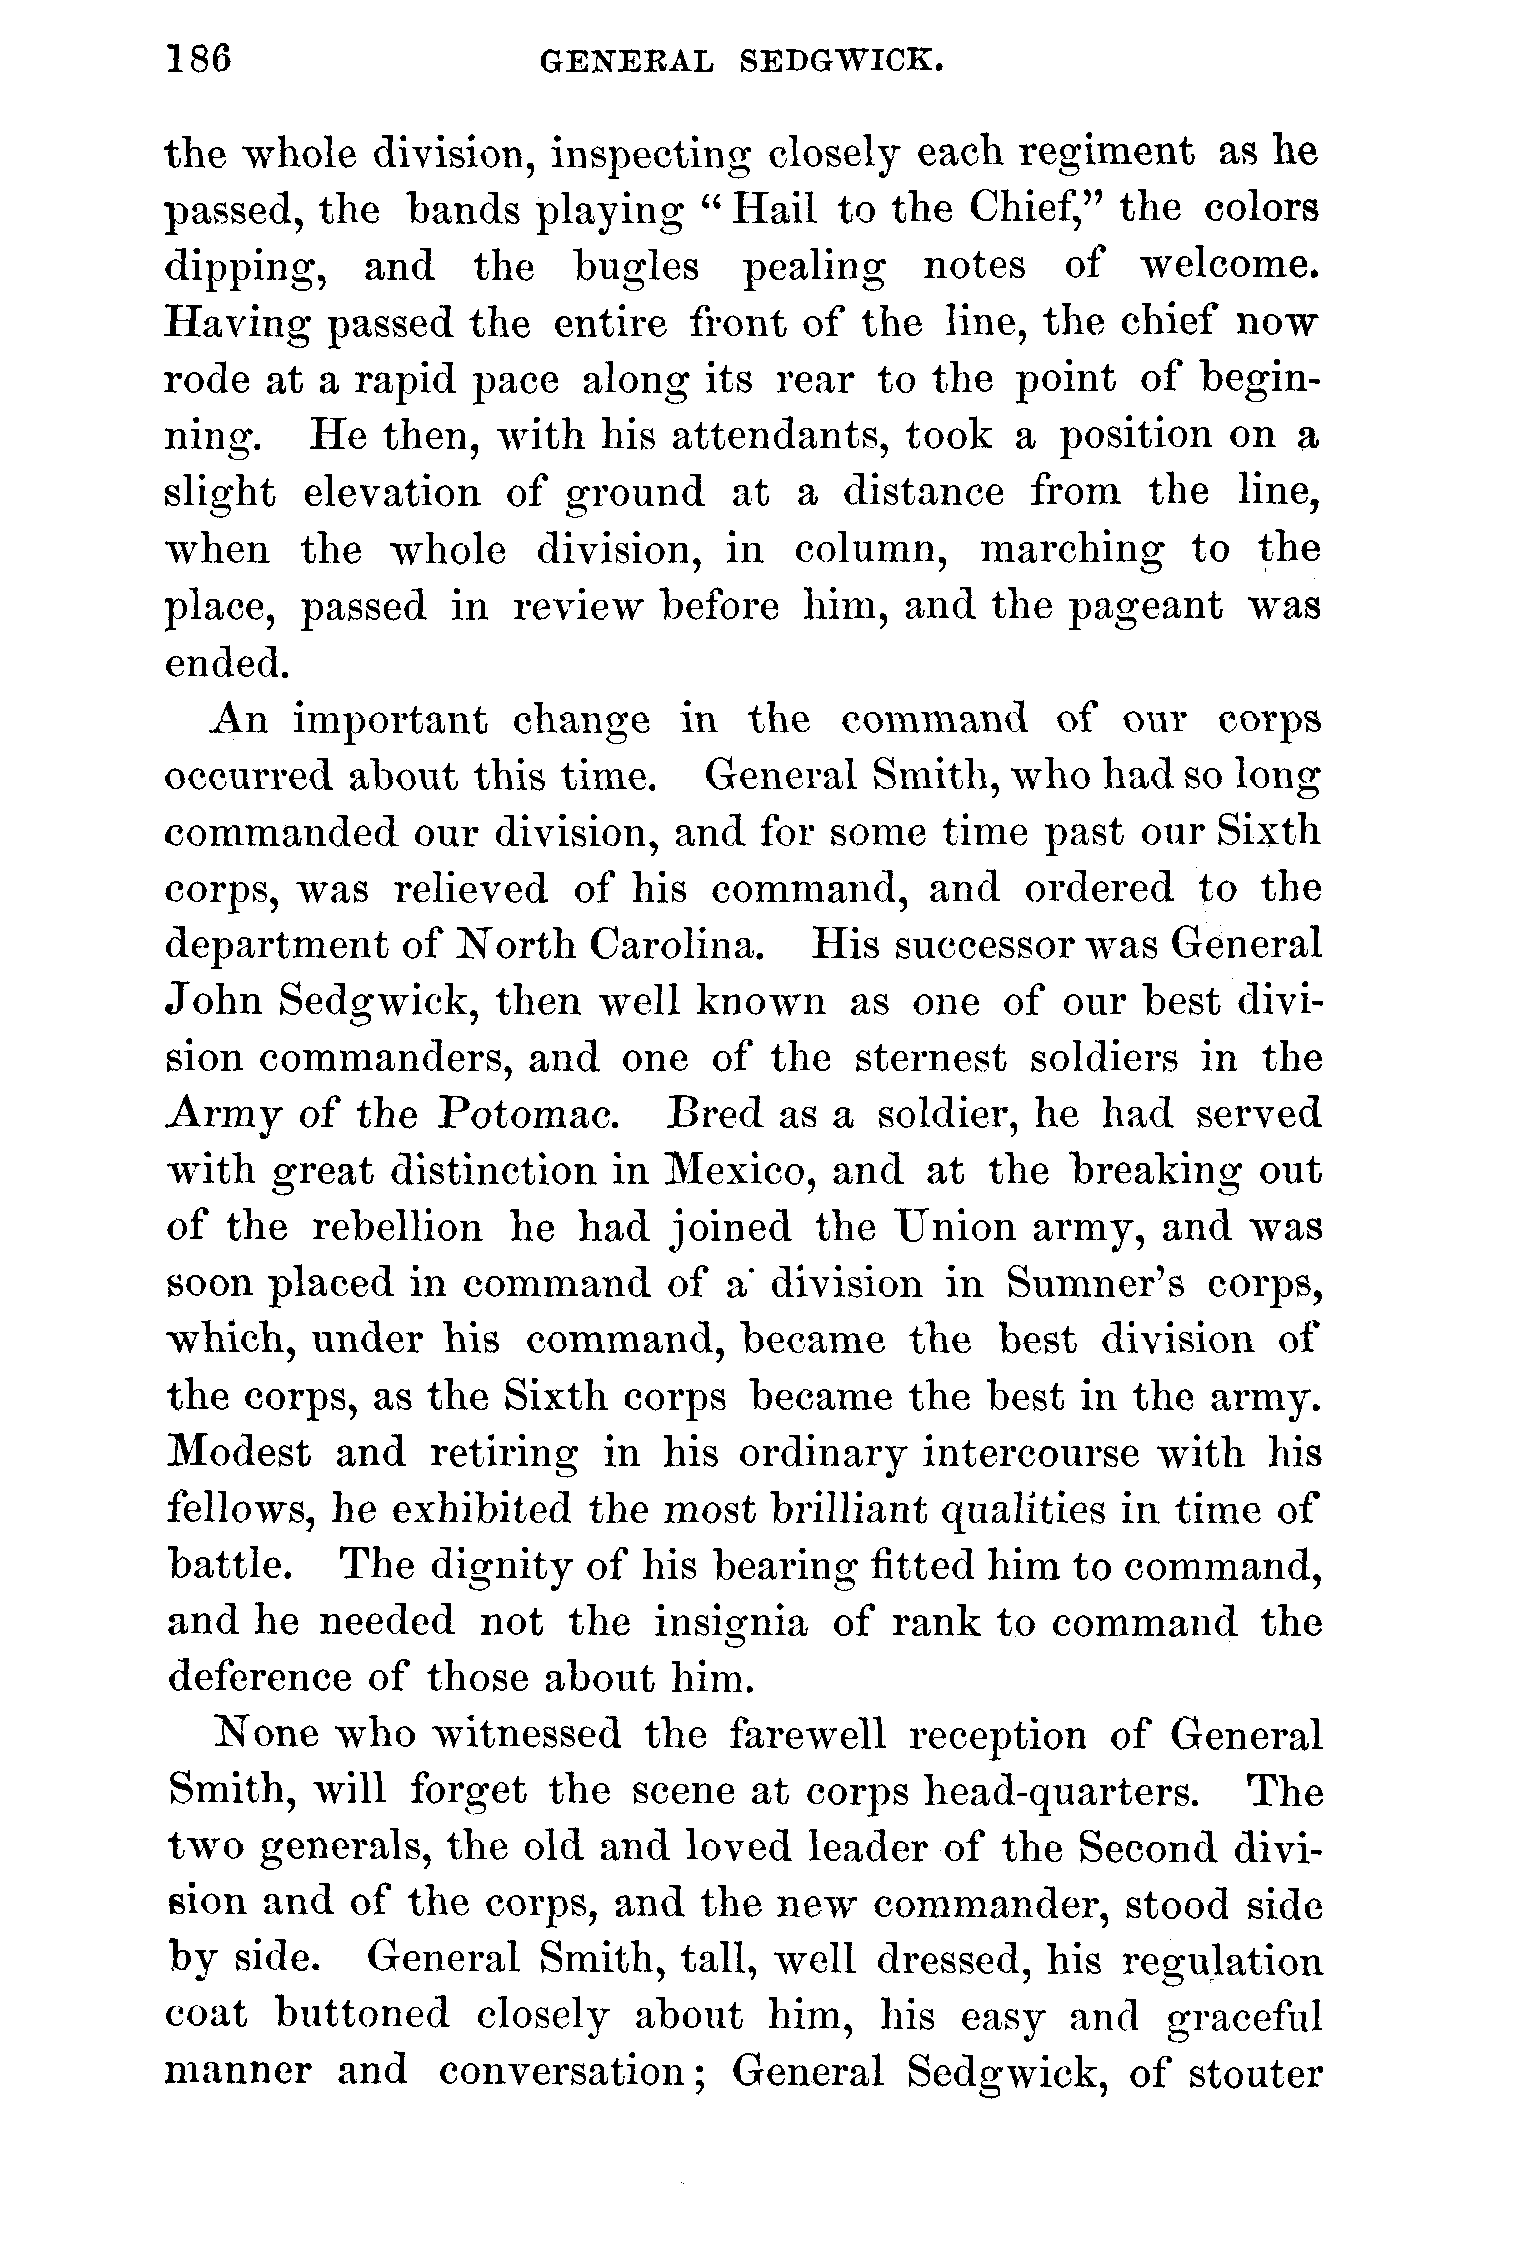 186 GENERAL SEDGWICK.
the whole division, inspecting closely each regiment as he
passed, the bands playing “ Hail to the Chief,” the colors
dipping, and the bugles pealing notes of welcome.
Having passed the entire front of the line, the chief now
rode at a rapid pace along its rear to the point of begin-
ning. He then, with his attendants, took a position on a
slight elevation of ground at a distance from the line,
when the whole division, in column, marching to the
place, passed in review before him, and the pageant was
ended.
An important change in the command of our corps
occurred about this time. General Smith, who had so long
commanded our division, and for some time past our Sixth
corps, was relieved of his command, and ordered to the
department of North Carolina. His successor was General
John Sedgwick, then well known as one of our best divi-
sion commanders, and one of the sternest soldiers in the
Army of the Potomac. Bred as a soldier, he had served
with great distinction in Mexico, and at the breaking out
of the rebellion he had joined the Union army, and was
soon placed in command of a division in Sumner’s corps,
which, under his command, became the best division of
the corps, as the Sixth corps became the best in the army.
Modest and retiring in his ordinary intercourse with his
fellows, he exhibited the most brilliant qualities in time of
battle. The dignity of his bearing fitted him to command,
and he needed not the insignia of rank to command the
deference of those about him.
None who witnessed the farewell reception of General
Smith, will forget the scene at corps head-quarters. The
two generals, the old and loved leader of the Second divi-
sion and of the corps, and the new commander, stood side
by side. General Smith, tall, well dressed, his regulation
coat buttoned closely about him, his easy and graceful
manner and conversation; General Sedgwick, of stouter